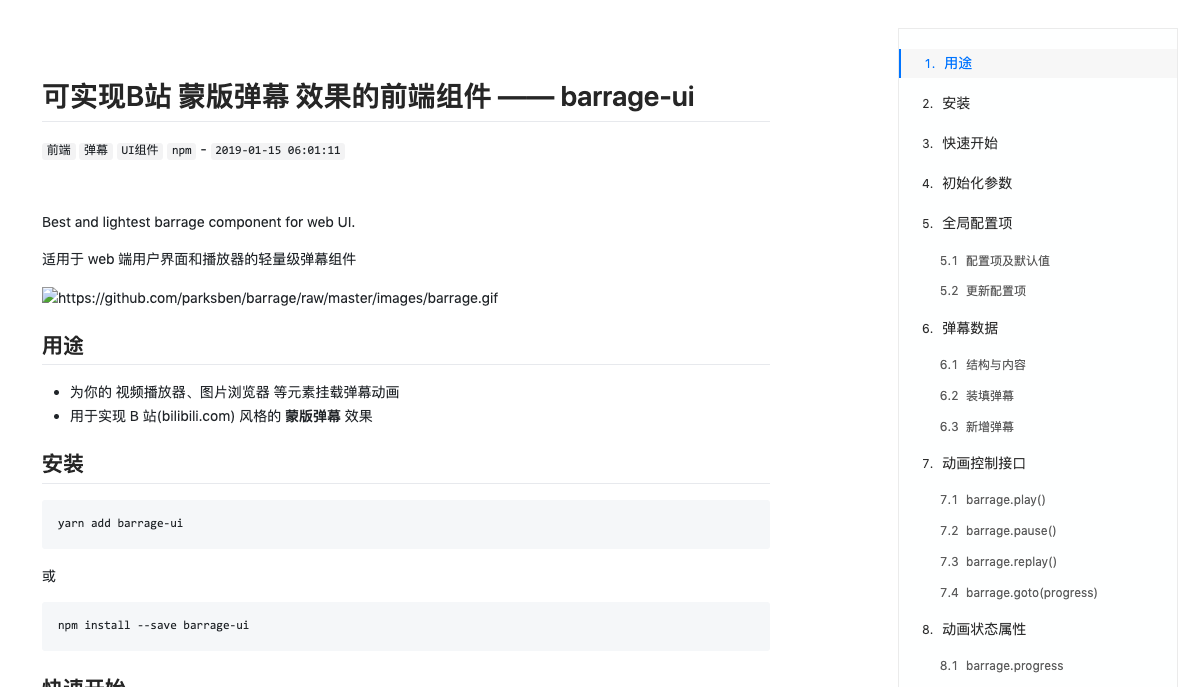 可实现B站 蒙版弹幕 效果的前端组件 —— barrage-ui
前端 弹幕 UI组件 npm - 2019-01-15 06:01:11
Best and lightest barrage component for web UI.
适用于 web 端用户界面和播放器的轻量级弹幕组件
https://github.com/parksben/barrage/raw/master/images/barrage.gif
用途
• 为你的 视频播放器、图片浏览器 等元素挂载弹幕动画
• 用于实现 B 站(bilibili.com) 风格的 蒙版弹幕 效果
安装
yarn add barrage-ui
或
npm install --save barrage-ui
快速开始
1. 用途
2. 安装
3. 快速开始
4. 初始化参数
5. 全局配置项
5.1 配置项及默认值
5.2 更新配置项
6. 弹幕数据
6.1 结构与内容
6.2 装填弹幕
6.3 新增弹幕
7. 动画控制接口
7.1 barrage.play()
7.2 barrage.pause()
7.3 barrage.replay()
7.4 barrage.goto(progress)
8. 动画状态属性
8.1 barrage.progress